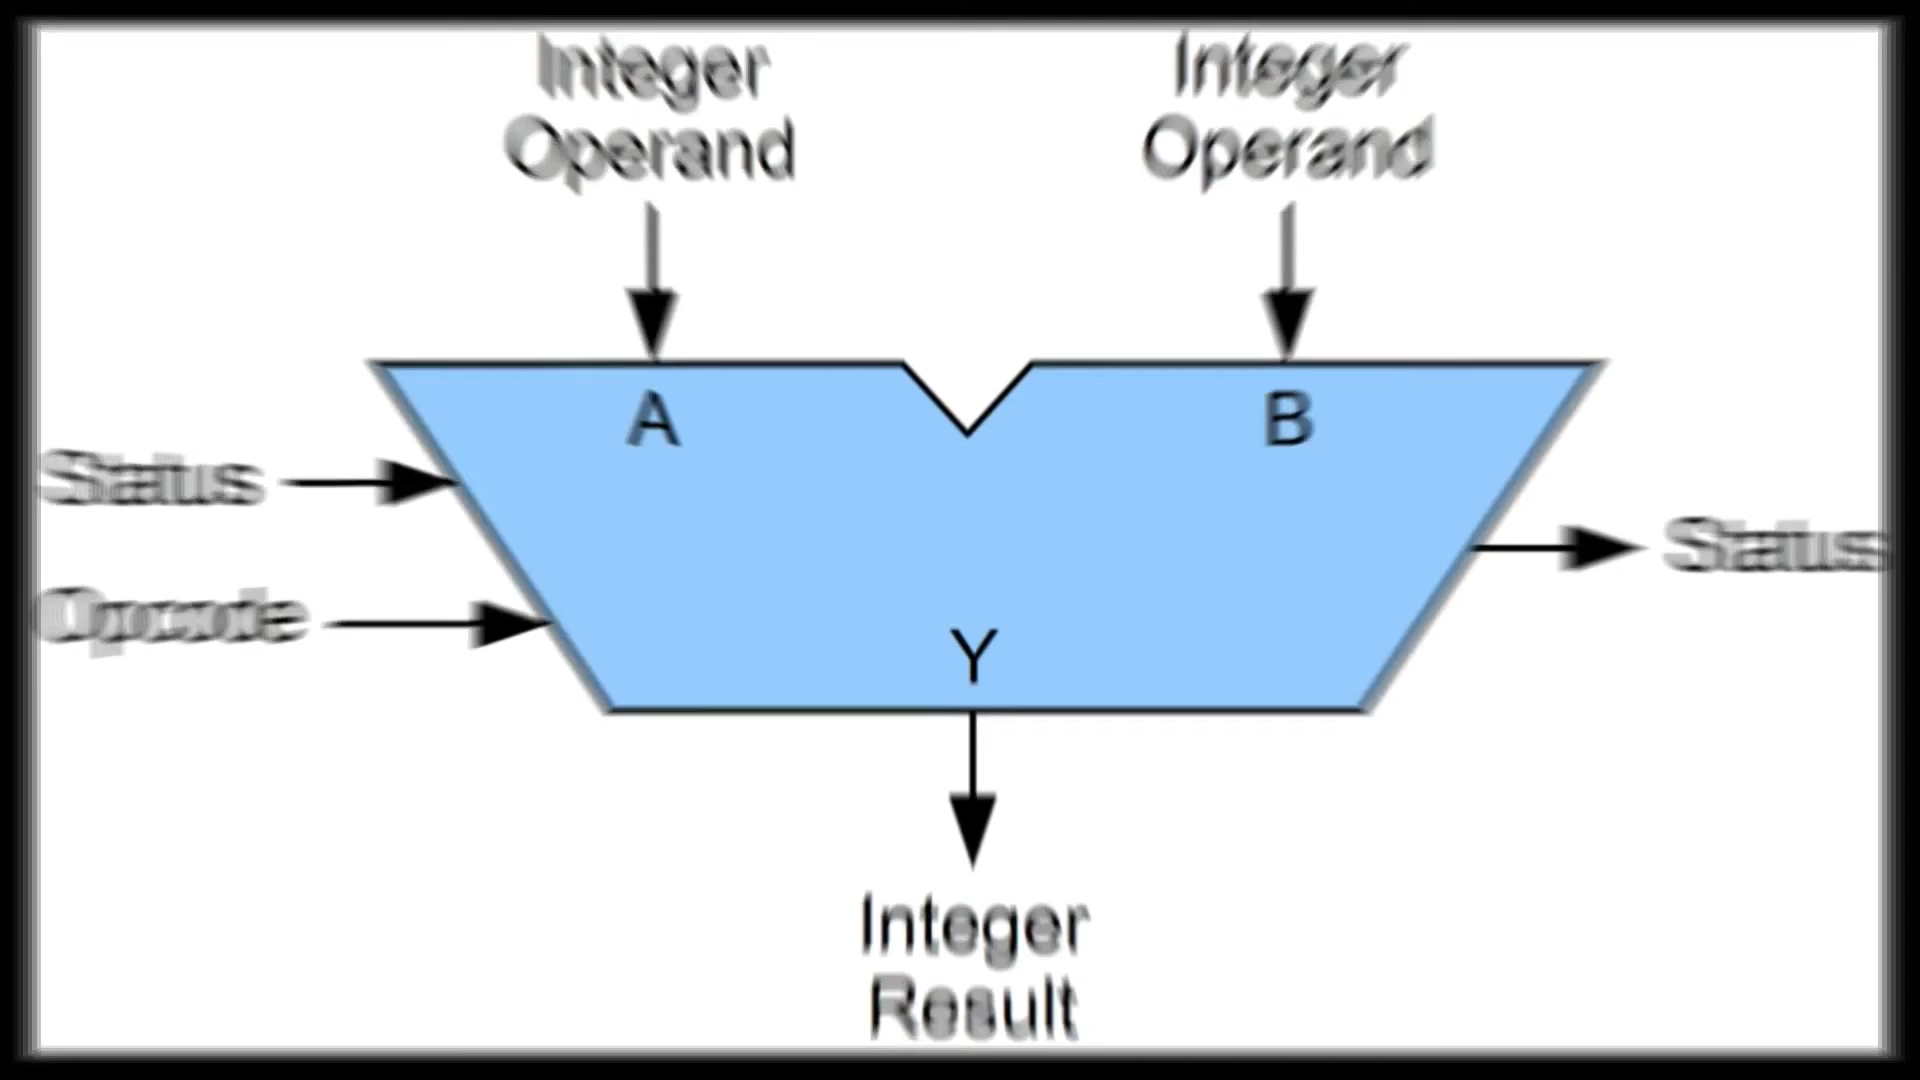 Integer
Operand
Integer
Operand
A
B
Status
Status
Opcode
Y
Integer
Result